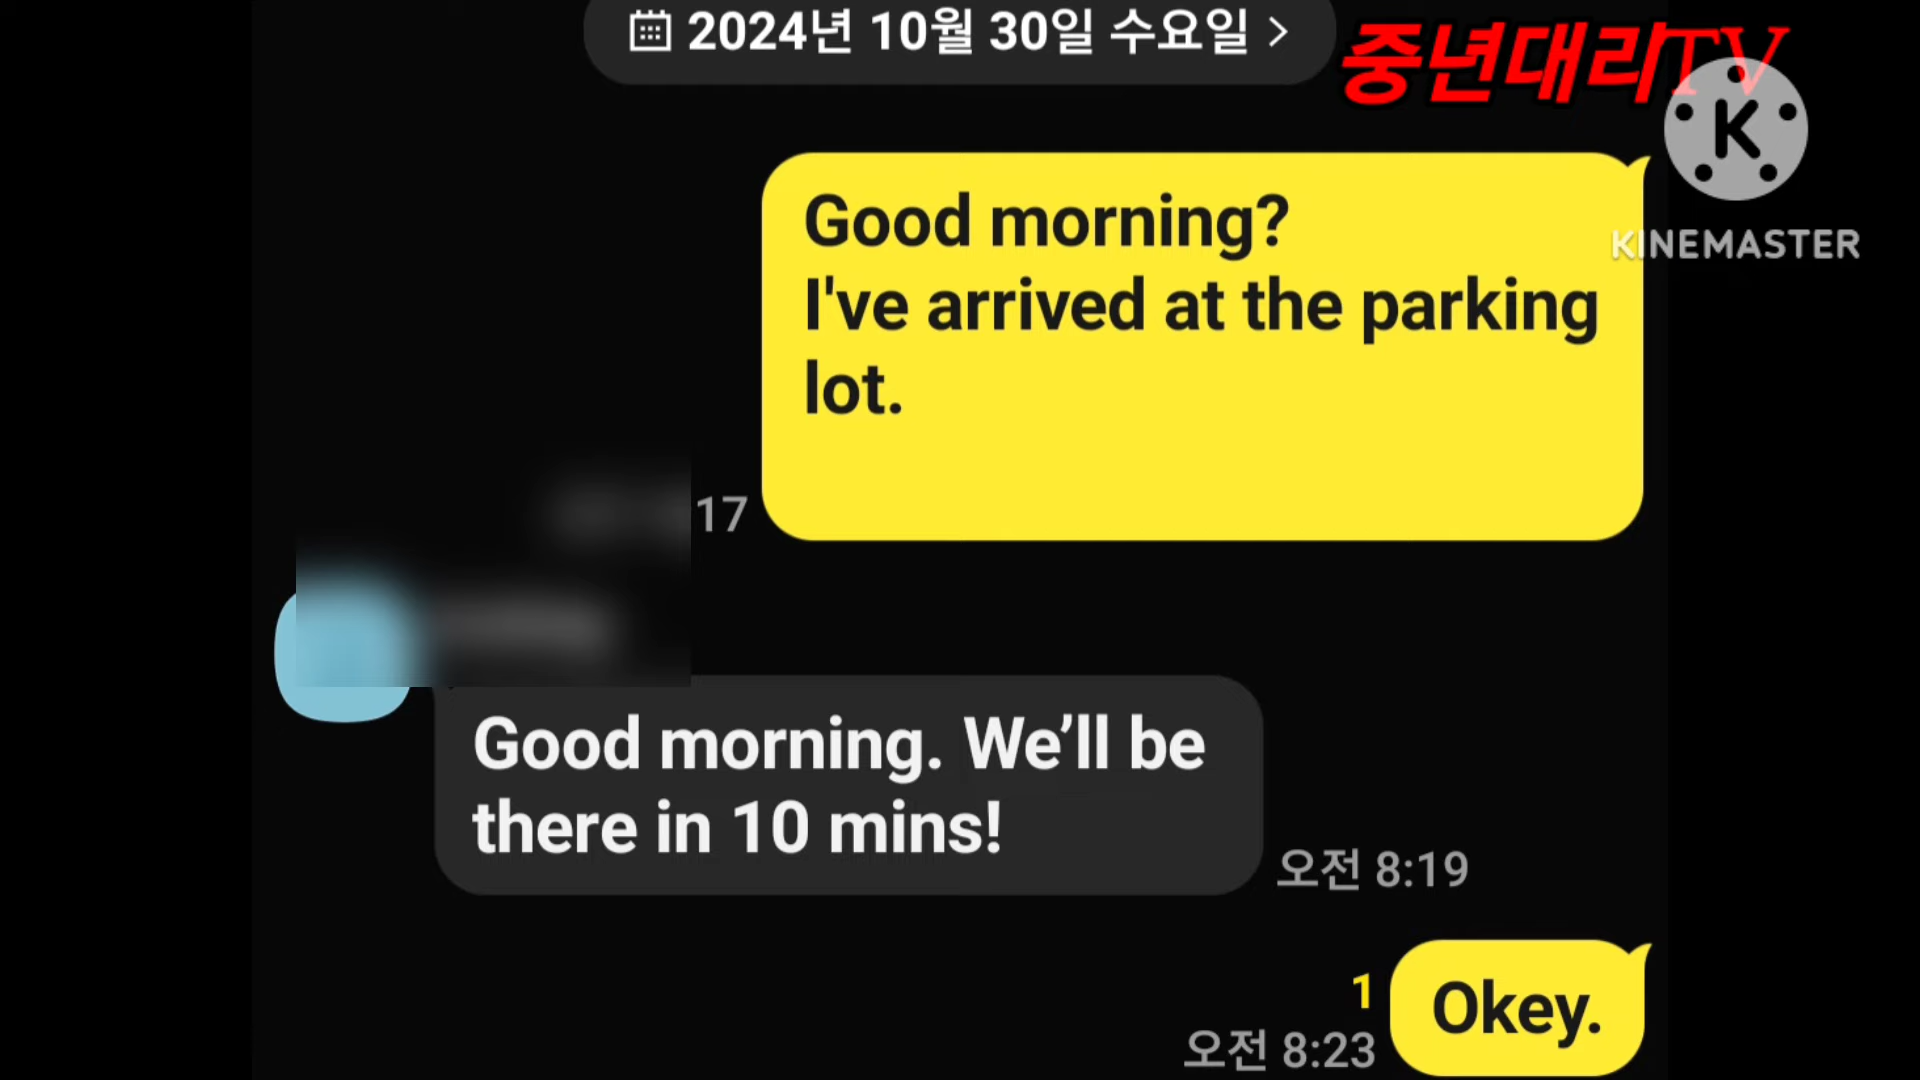 2024년 10월 30일 수요일 >
중년대리TV
K
KINEMASTER
Good morning?
I've arrived at the parking
lot.
17
Good morning. We’ll be
there in 10 mins!
오전 8:19
1
오전 8:23
Okey.